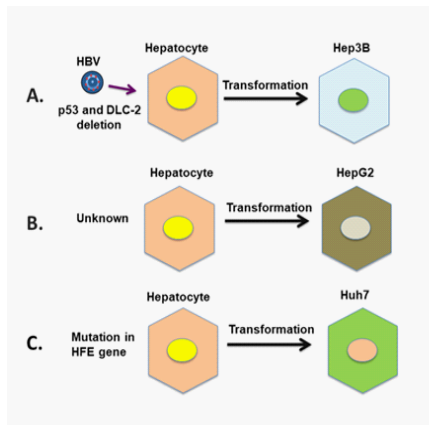 Hepatocyte
Hep3B
HBV
Transformation
A.
p53 and DLC-2
deletion
Hepatocyte
HepG2
Transformation
B.
Unknown
Hepatocyte
Huh7
Transformation
C.
Mutation in
HFE gene